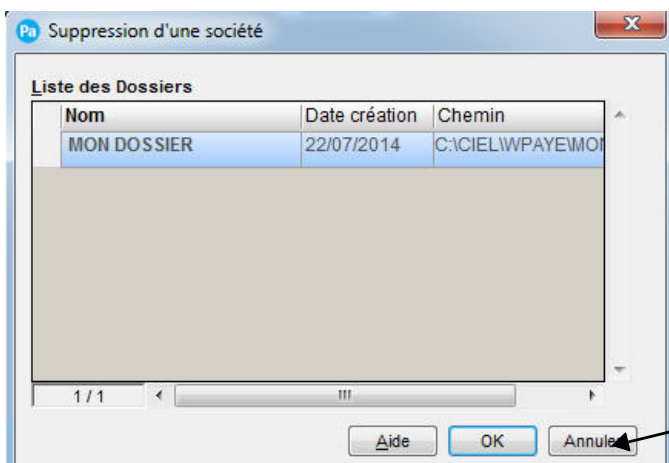 Pa Suppression d'une société
Liste des Dossiers
Nom Date création Chemin
MON DOSSIER 22/07/2014 C:\CIEL\WPAYE\MON
1 / 1
Aide OK Annuler